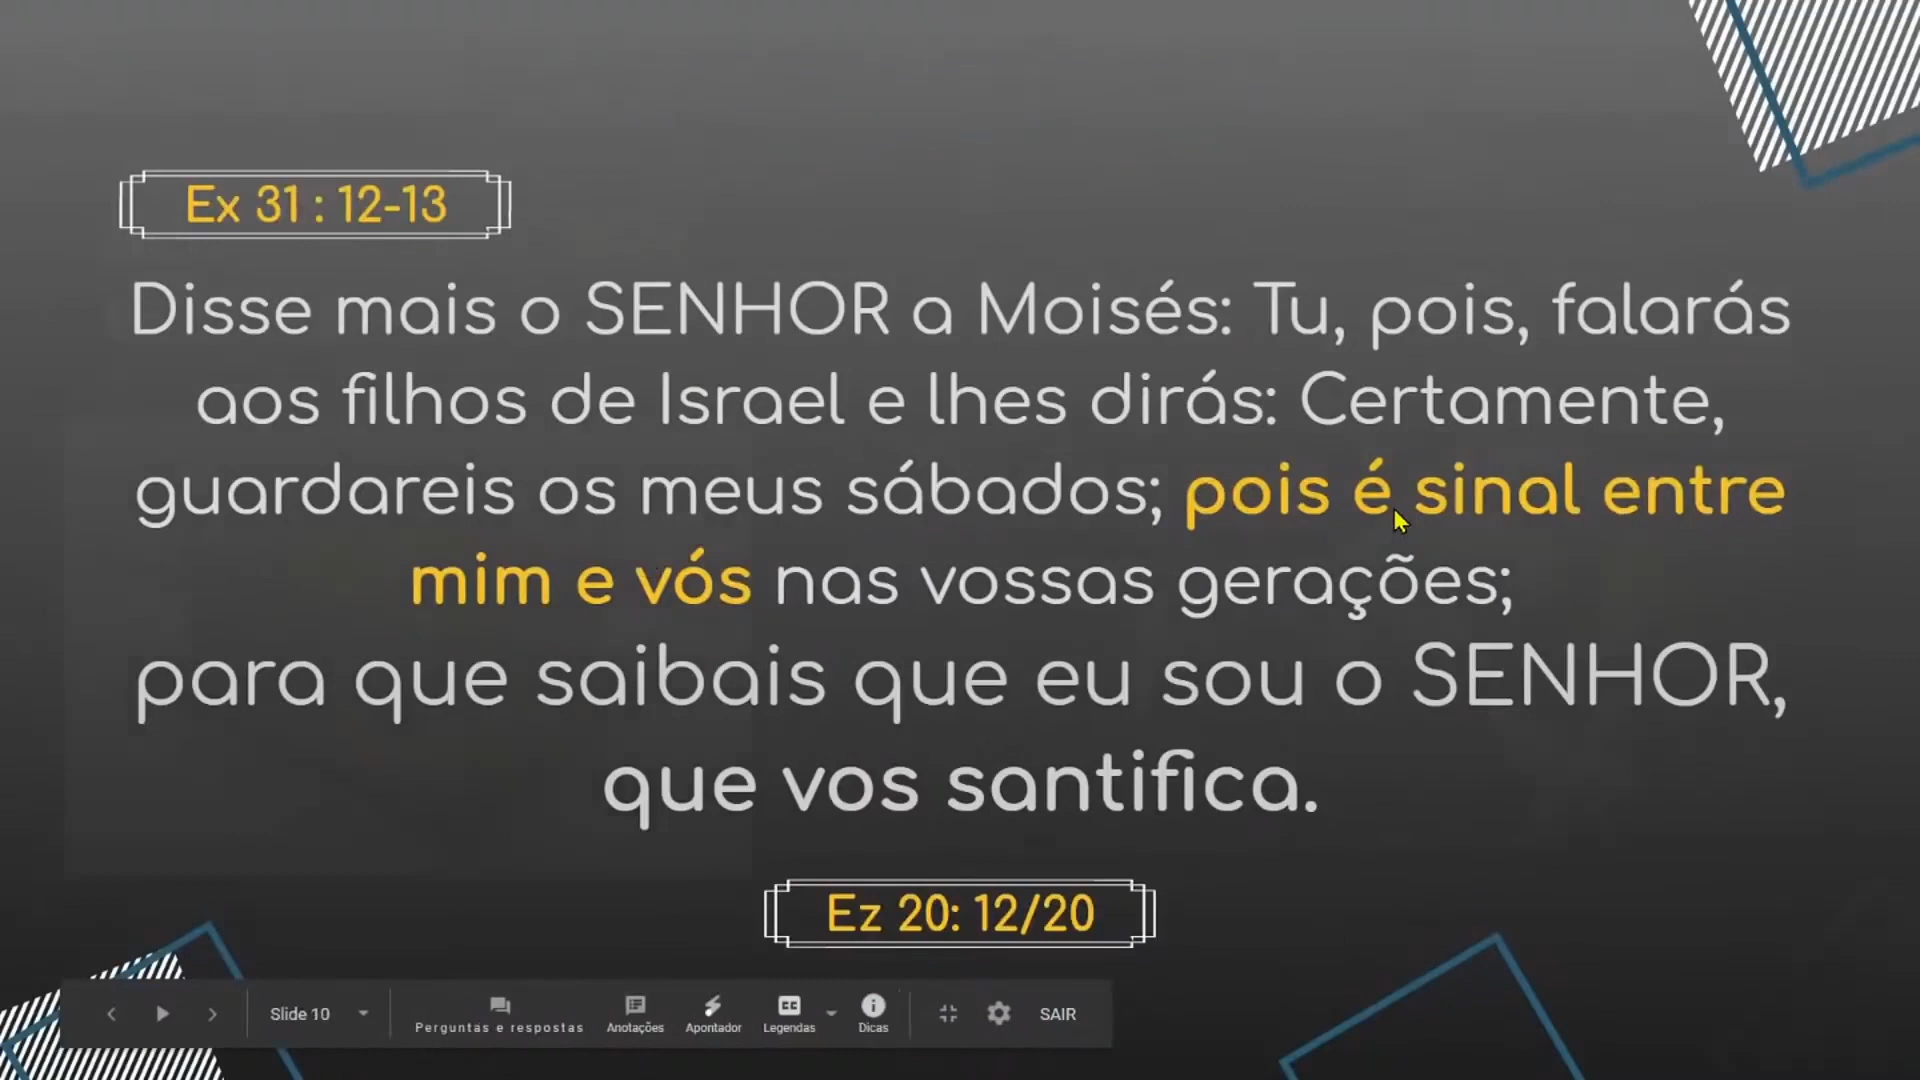 Ex 31 : 12-13
Disse mais o SENHOR a Moisés: Tu, pois, falarás
aos filhos de Israel e lhes dirás: Certamente,
guardareis os meus sábados; pois é sinal entre
mim e vós nas vossas gerações;
para que saibais que eu sou o SENHOR,
que vos santifica.
Ez 20: 12/20
Slide 10
Perguntas e respostas
Anotações
Apontador
Legendas
Dicas
SAIR